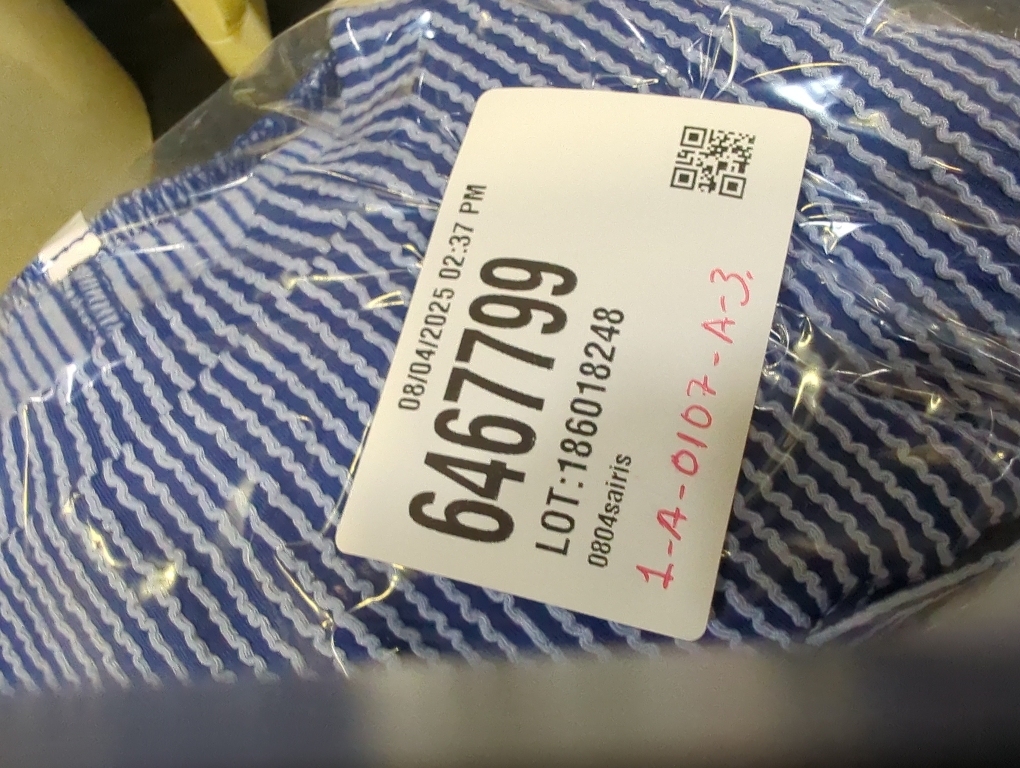 08/04/2025 02:37 PM
6467799
LOT:186018248
0804sairis
1-A-0107-A-3.